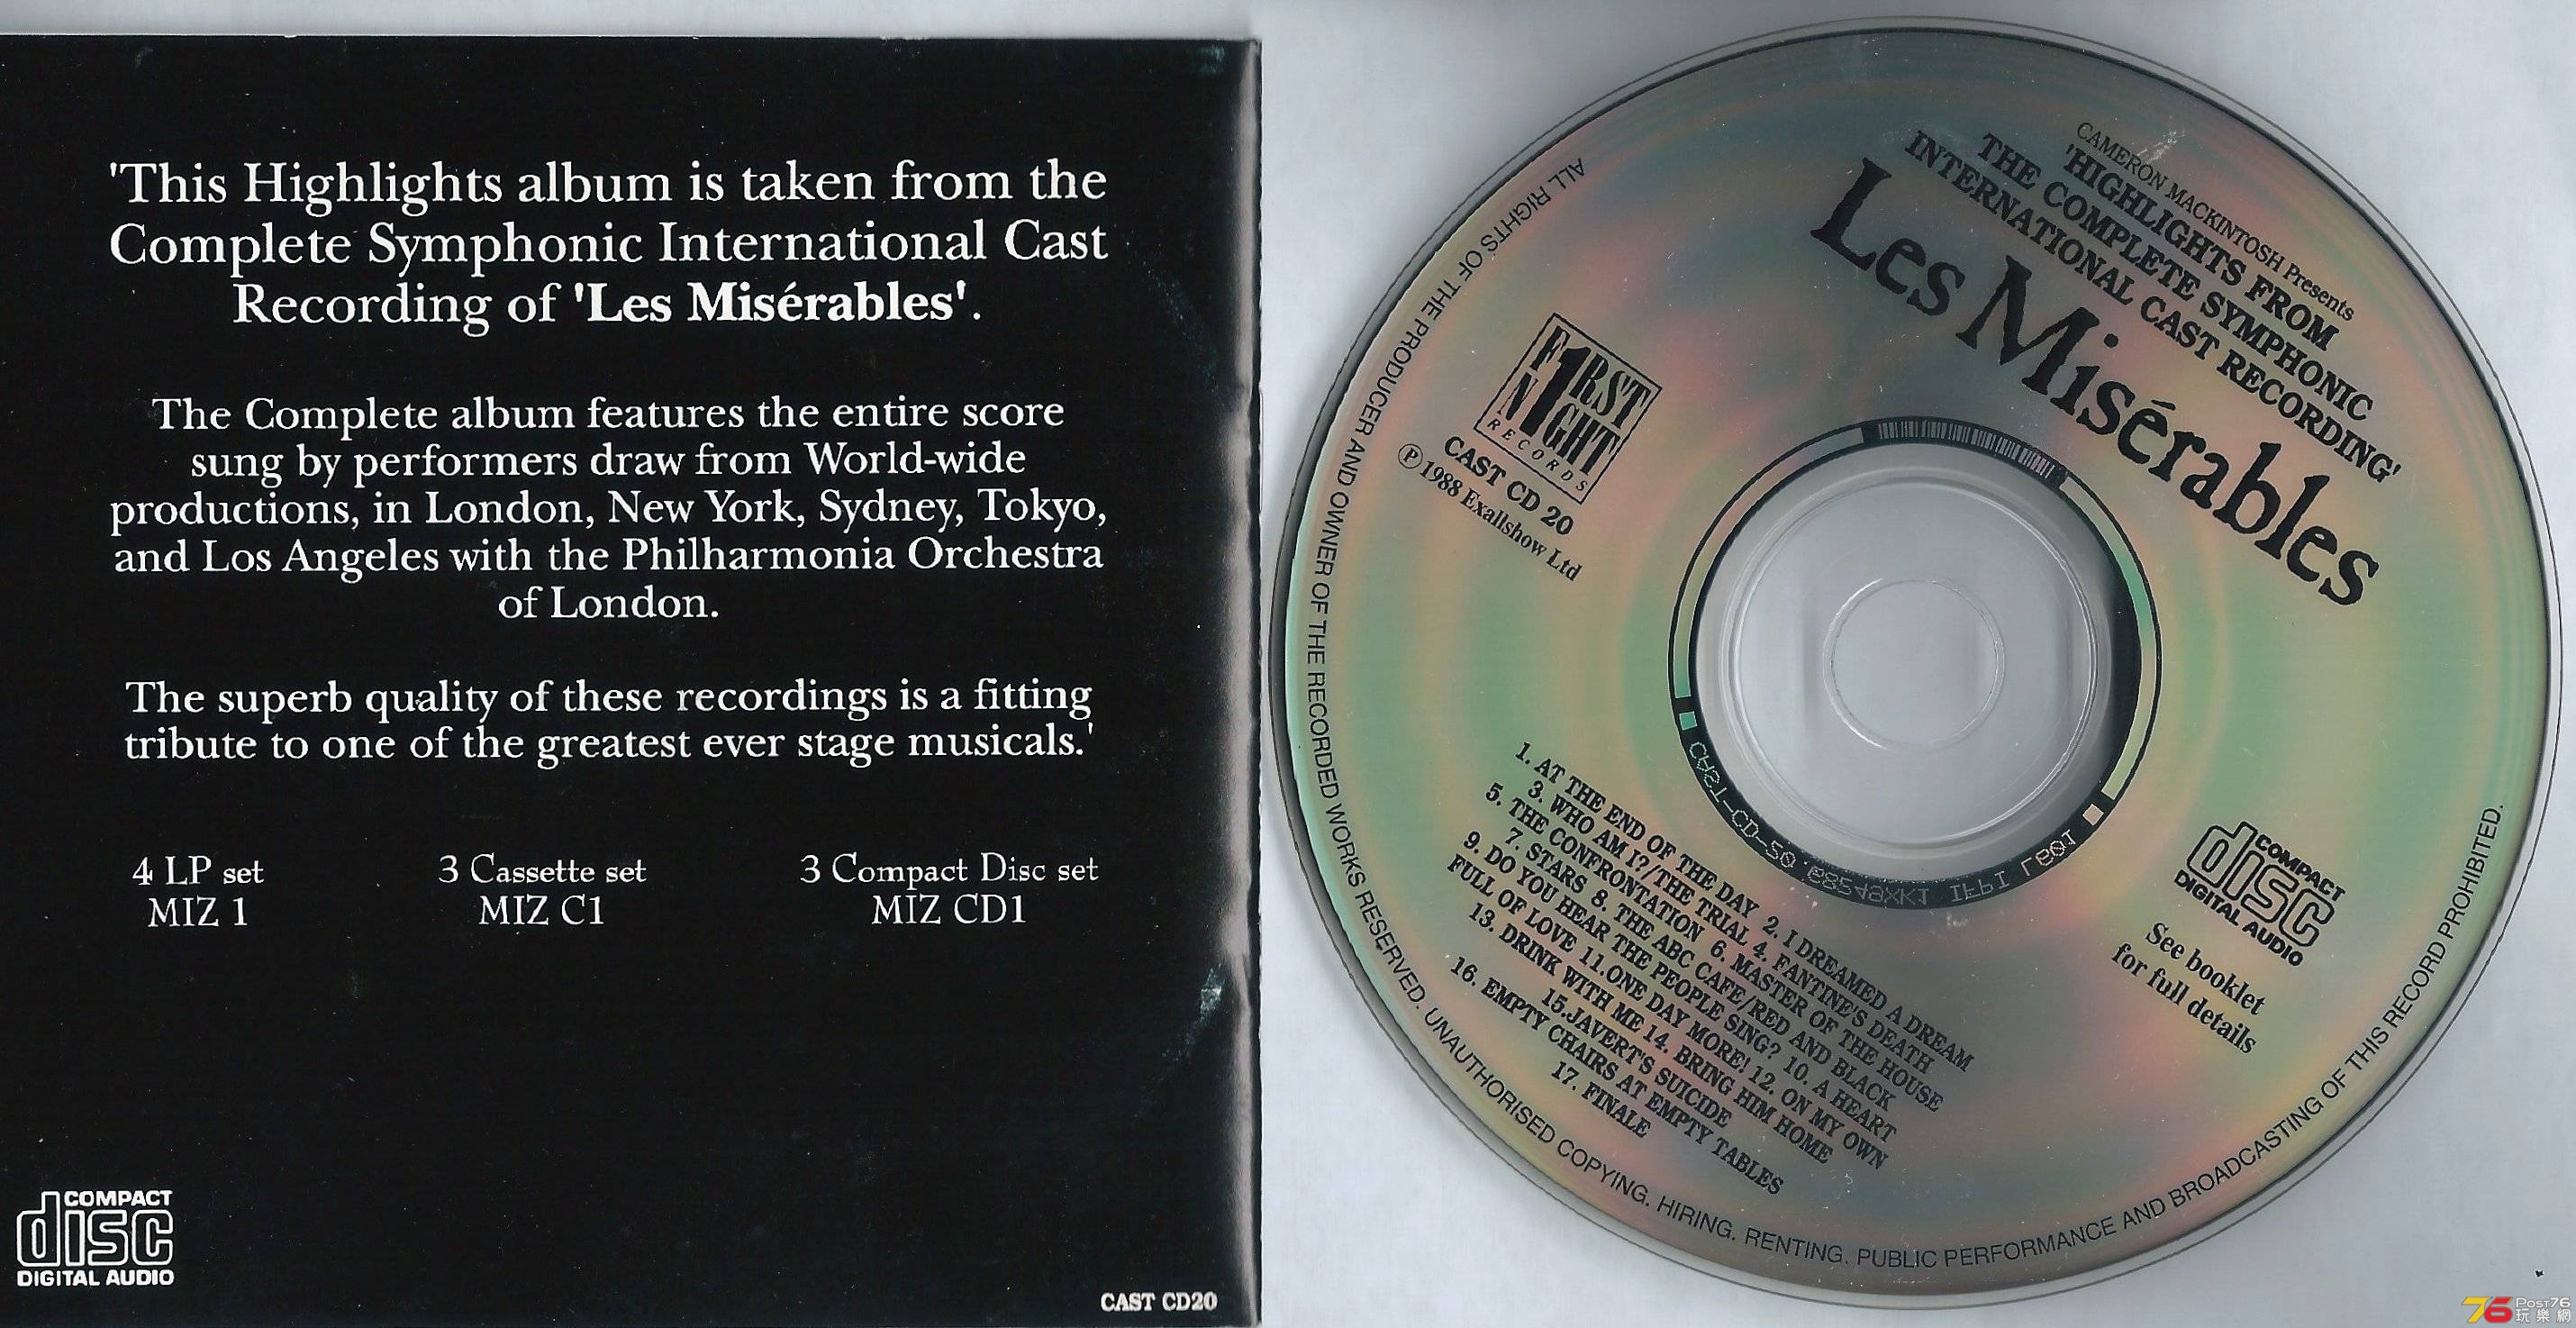 'This Highlights album is taken from the
Complete Symphonic International Cast
Recording of 'Les Misérables'.
The Complete album features the entire score
sung by performers draw from World-wide
productions, in London, New York, Sydney, Tokyo,
and Los Angeles with the Philharmonia Orchestra
of London.
The superb quality of these recordings is a fitting
tribute to one of the greatest ever stage musicals.'
4 LP set
MIZ 1
3 Cassette set
MIZ C1
3 Compact Disc set
MIZ CD1
COMPACT
disc
DIGITAL AUDIO
CAST CD20
CAMERON MACKINTOSH Presents
'HIGHLIGHTS FROM
THE COMPLETE SYMPHONIC
INTERNATIONAL CAST RECORDING'
Les Misérables
F1RST
N1GHT
RECORDS
CAST CD 20
℗ 1988 Exallshow Ltd
1. AT THE END OF THE DAY 2. I DREAMED A DREAM
3. WHO AM I?/THE TRIAL 4. FANTINE'S DEATH
5. THE CONFRONTATION 6. MASTER OF THE HOUSE
7. STARS 8. THE ABC CAFE/RED AND BLACK
9. DO YOU HEAR THE PEOPLE SING? 10. A HEART
FULL OF LOVE 11.ONE DAY MORE! 12. ON MY OWN
13. DRINK WITH ME 14. BRING HIM HOME
15.JAVERT'S SUICIDE
16. EMPTY CHAIRS AT EMPTY TABLES
17. FINALE
COMPACT
disc
DIGITAL AUDIO
See booklet
for full details
ALL RIGHTS OF THE PRODUCER AND OWNER OF THE RECORDED WORKS RESERVED. UNAUTHORISED COPYING. HIRING. RENTING. PUBLIC PERFORMANCE AND BROADCASTING OF THIS RECORD PROHIBITED.
CAST-CD-20
IFPI L801
76 Post76
玩樂網